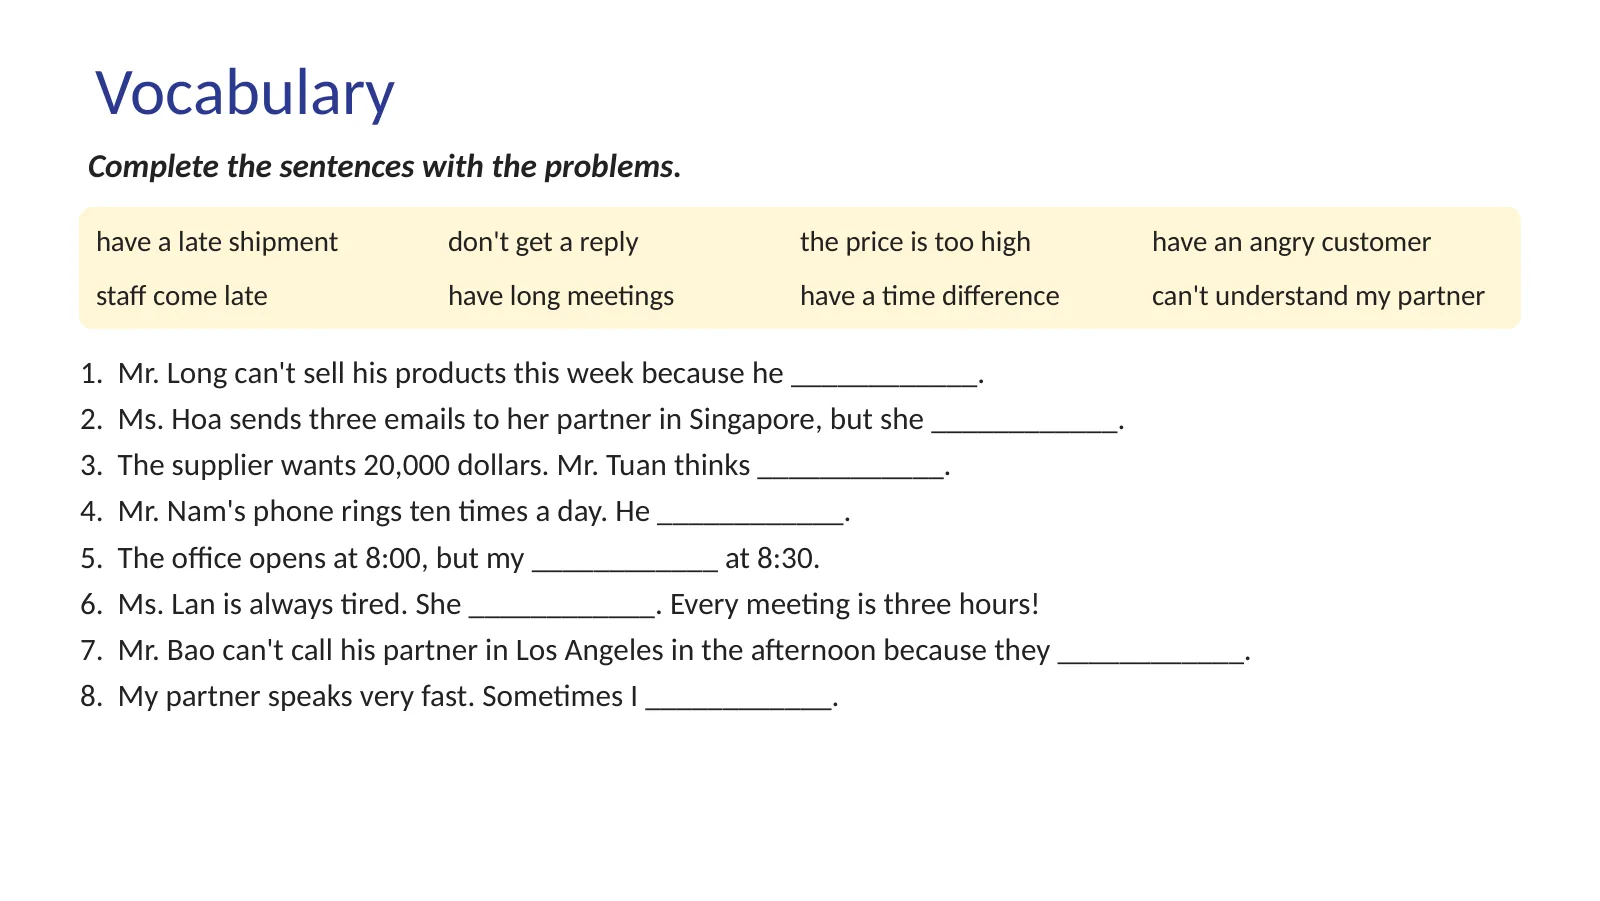 Vocabulary
Complete the sentences with the problems.
have a late shipment don't get a reply the price is too high have an angry customer
staff come late have long meetings have a time difference can't understand my partner
1. Mr. Long can't sell his products this week because he ____________.
2. Ms. Hoa sends three emails to her partner in Singapore, but she ____________.
3. The supplier wants 20,000 dollars. Mr. Tuan thinks ____________.
4. Mr. Nam's phone rings ten times a day. He ____________.
5. The office opens at 8:00, but my ____________ at 8:30.
6. Ms. Lan is always tired. She ____________. Every meeting is three hours!
7. Mr. Bao can't call his partner in Los Angeles in the afternoon because they ____________.
8. My partner speaks very fast. Sometimes I ____________.